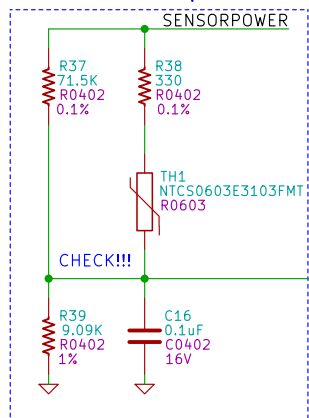 SENSORPOWER
R37
71.5K
R0402
0.1%
R38
330
R0402
0.1%
TH1
NTCS0603E3103FMT
R0603
CHECK!!!
R39
9.09K
R0402
1%
C16
0.1uF
C0402
16V